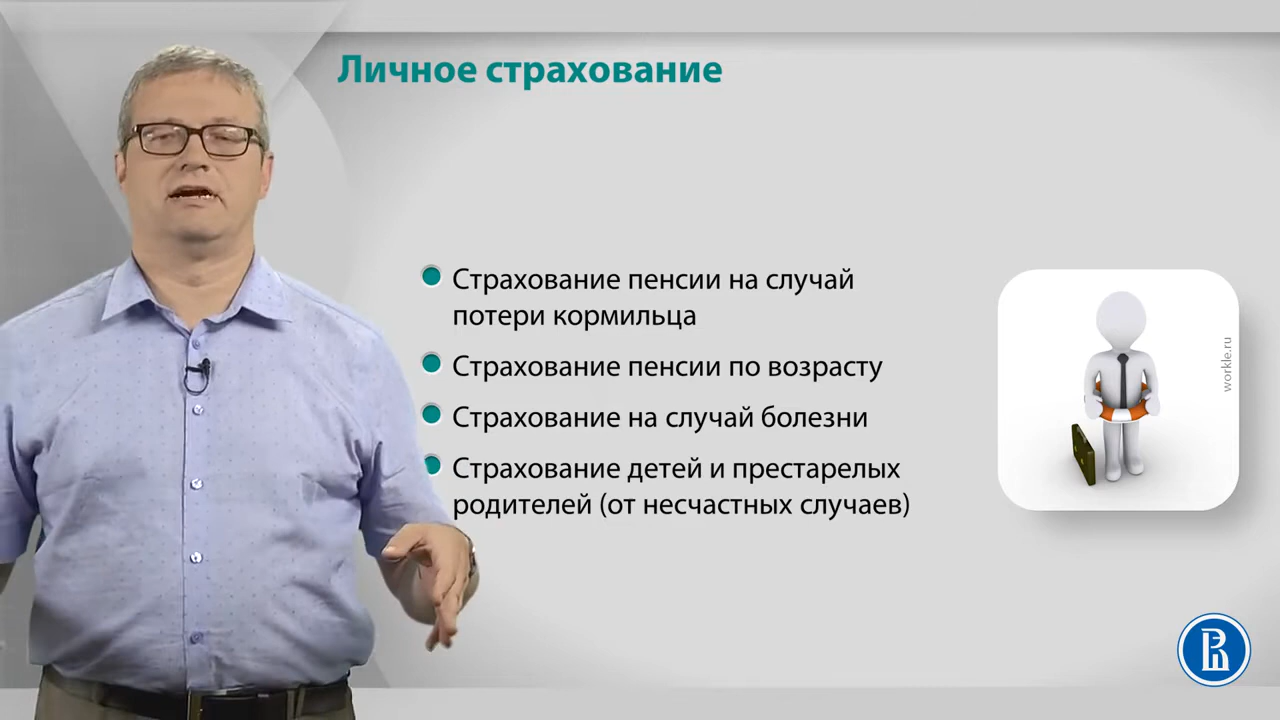 Личное страхование
Страхование пенсии на случай
потери кормильца
Страхование пенсии по возрасту
Страхование на случай болезни
Страхование детей и престарелых
родителей (от несчастных случаев)
workle.ru